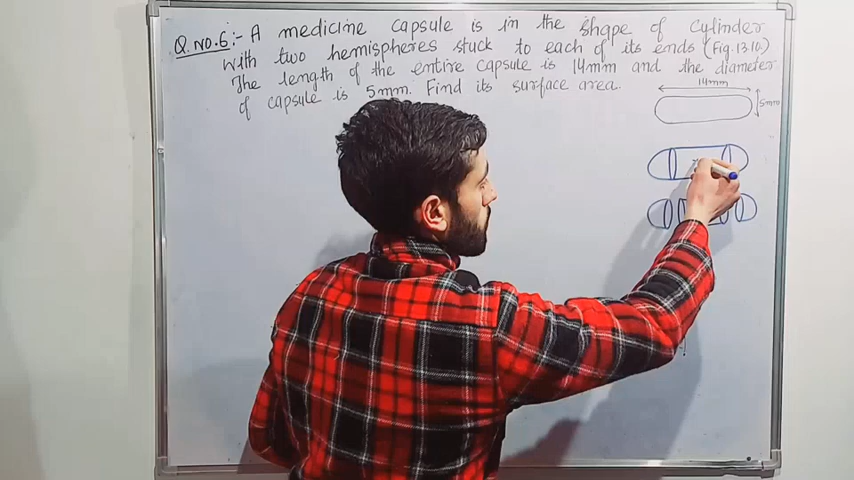 Q.No.6:- A medicine capsule is in the shape of cylinder
with two hemispheres stuck to each of its ends (Fig.13.10.)
The length of the entire capsule is 14mm and the diameter
of capsule is 5mm. Find its surface area.
14mm
5mm